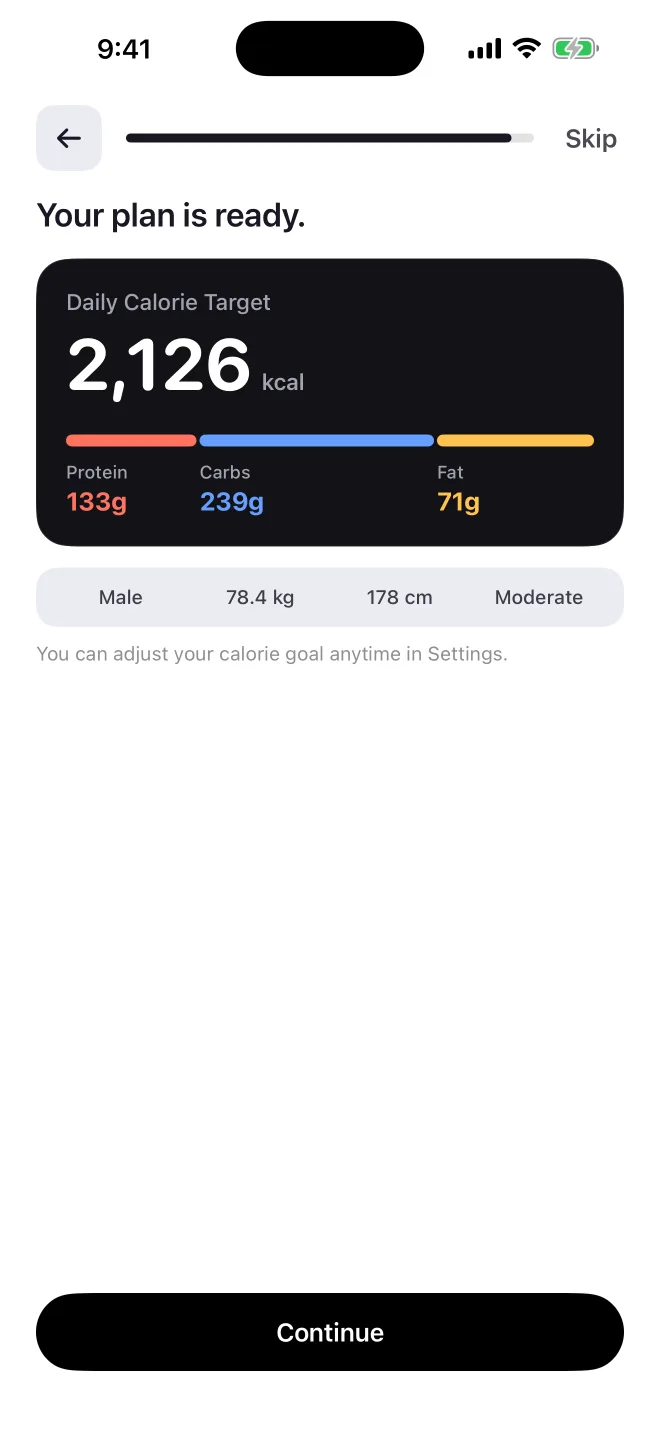 9:41
Skip
Your plan is ready.
Daily Calorie Target
2,126 kcal
Protein Carbs Fat
133g 239g 71g
Male 78.4 kg 178 cm Moderate
You can adjust your calorie goal anytime in Settings.
Continue